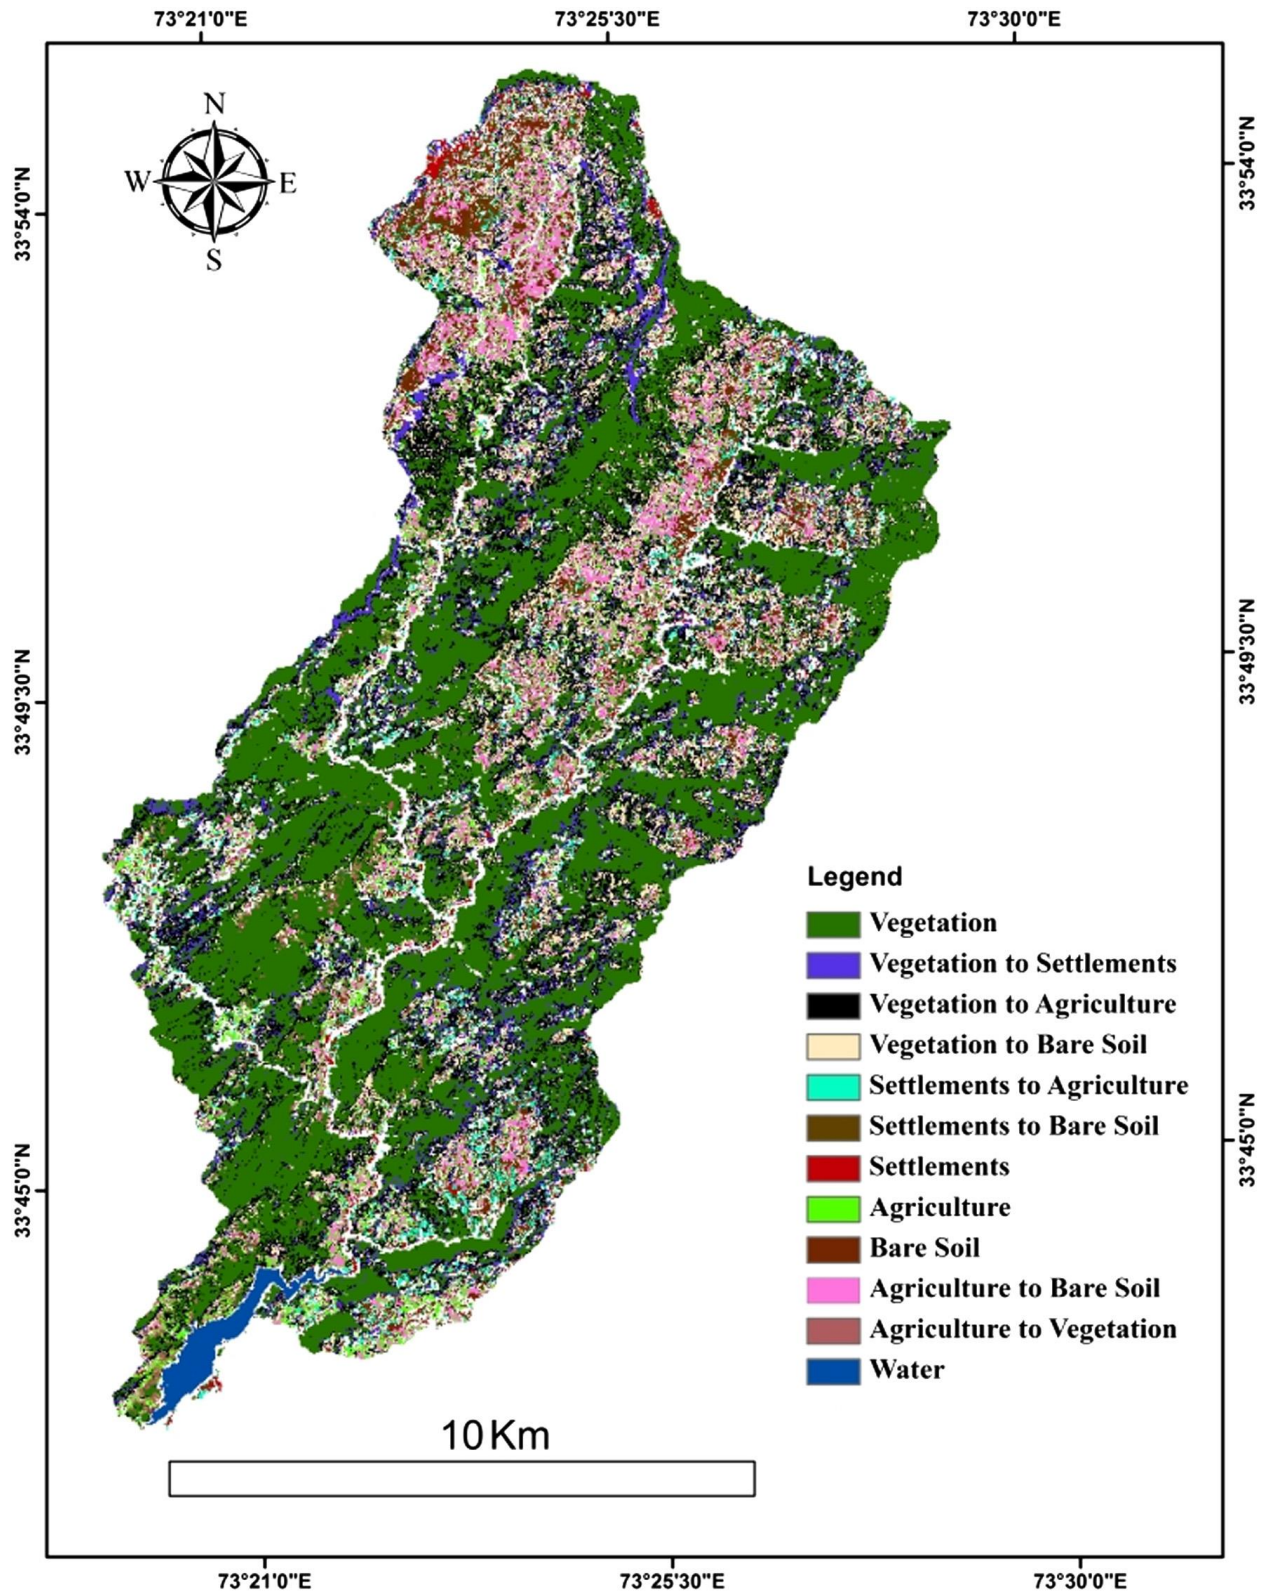 73°21'0"E 73°25'30"E 73°30'0"E
N
W E
S
33°54'0"N
33°54'0"N
33°49'30"N
33°49'30"N
Legend
Vegetation
Vegetation to Settlements
Vegetation to Agriculture
Vegetation to Bare Soil
Settlements to Agriculture
Settlements to Bare Soil
Settlements
Agriculture
Bare Soil
Agriculture to Bare Soil
Agriculture to Vegetation
Water
33°45'0"N
33°45'0"N
10 Km
73°21'0"E 73°25'30"E 73°30'0"E